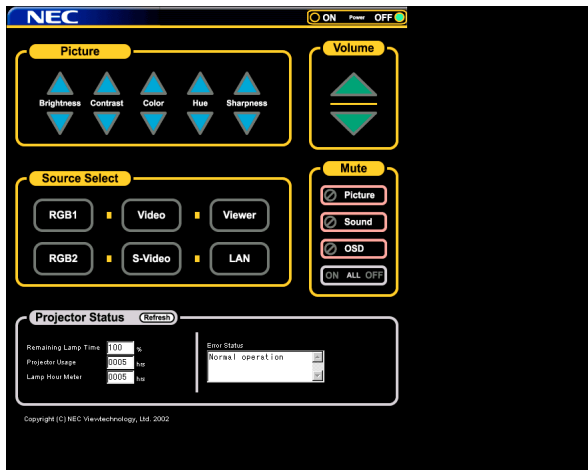 NEC
ON Power OFF
Picture
Brightness Contrast Color Hue Sharpness
Volume
Source Select
RGB1 Video Viewer
RGB2 S-Video LAN
Mute
Picture
Sound
OSD
ON ALL OFF
Projector Status Refresh
Remaining Lamp Time 100 %
Projector Usage 0005 hrs
Lamp Hour Meter 0005 hrs
Error Status
Normal operation
Copyright (C) NEC Viewtechnology, Ltd. 2002